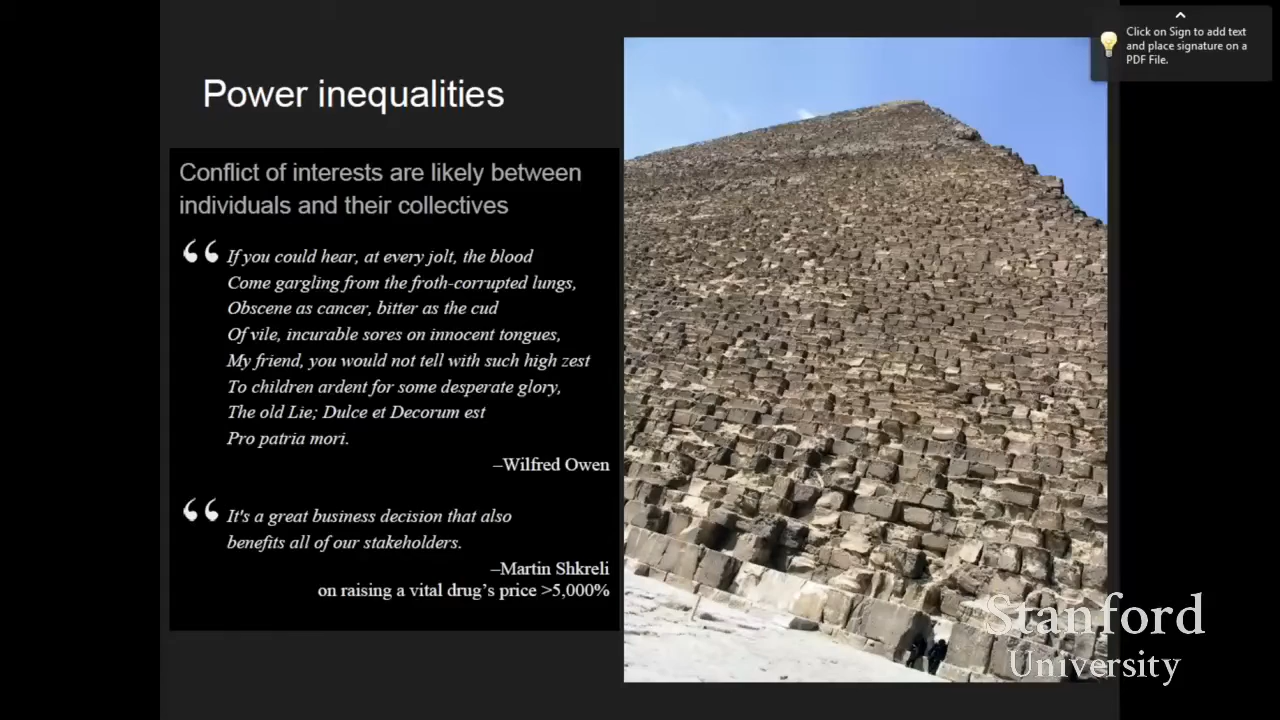 Power inequalities
Conflict of interests are likely between
individuals and their collectives
“ If you could hear, at every jolt, the blood
Come gargling from the froth-corrupted lungs,
Obscene as cancer, bitter as the cud
Of vile, incurable sores on innocent tongues,
My friend, you would not tell with such high zest
To children ardent for some desperate glory,
The old Lie; Dulce et Decorum est
Pro patria mori.
–Wilfred Owen
“ It's a great business decision that also
benefits all of our stakeholders.
–Martin Shkreli
on raising a vital drug’s price >5,000%
Click on Sign to add text
and place signature on a
PDF File.
Stanford
University